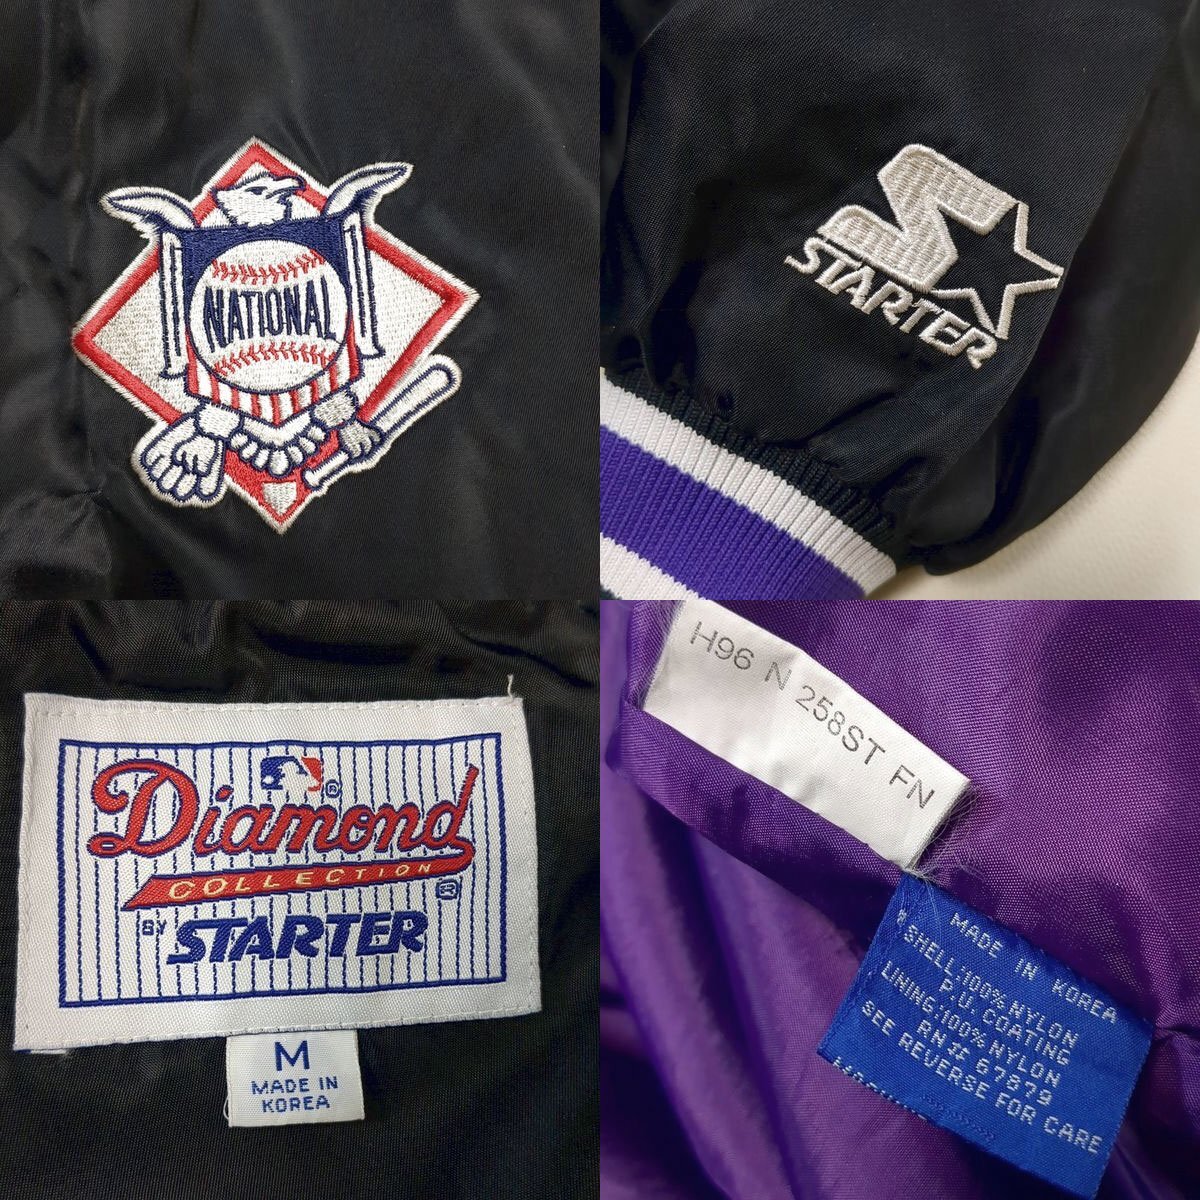 NATIONAL
STARTER
Diamond ®
COLLECTION ®
BY STARTER
M
MADE IN
KOREA
H96 N 258ST FN
MADE IN KOREA
SHELL:100% NYLON
P/U. COATING
LINING:100% NYLON
RN# 67879
SEE REVERSE FOR CARE